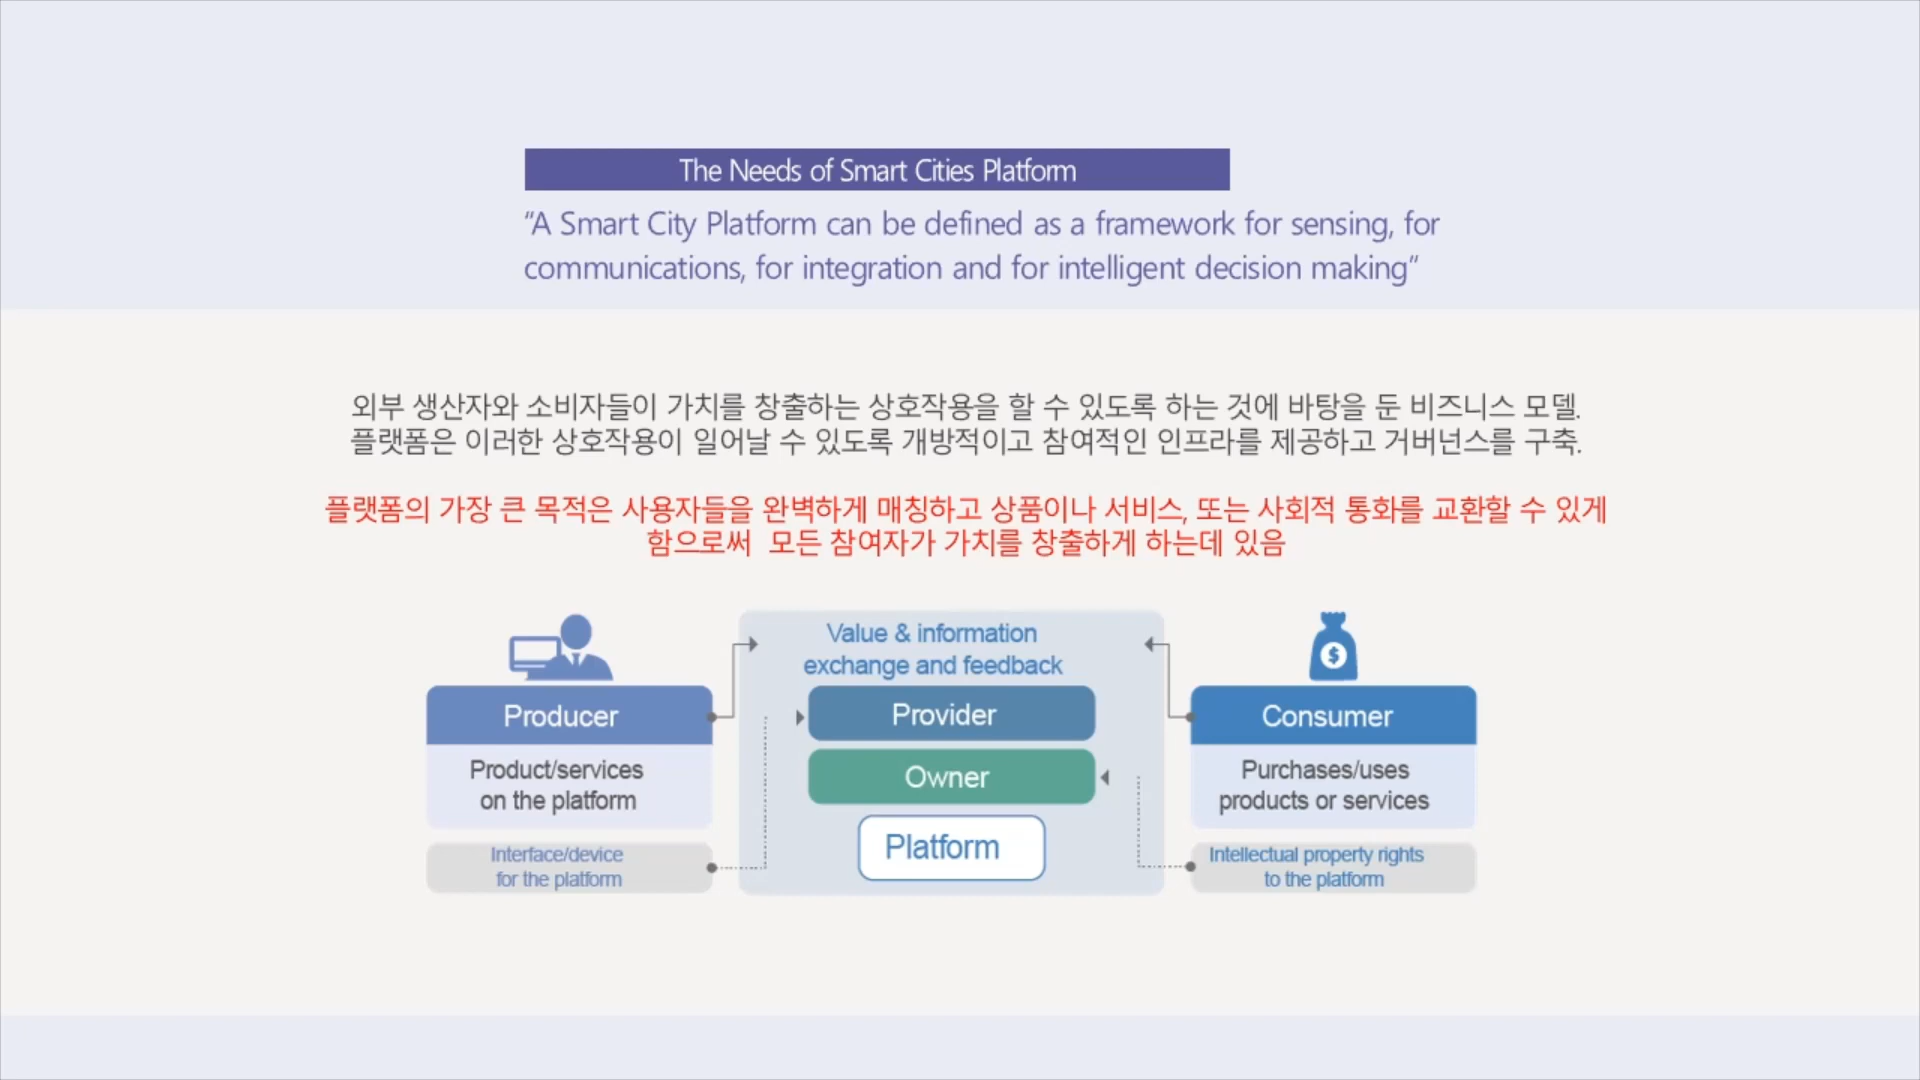 The Needs of Smart Cities Platform
“A Smart City Platform can be defined as a framework for sensing, for
communications, for integration and for intelligent decision making”
외부 생산자와 소비자들이 가치를 창출하는 상호작용을 할 수 있도록 하는 것에 바탕을 둔 비즈니스 모델.
플랫폼은 이러한 상호작용이 일어날 수 있도록 개방적이고 참여적인 인프라를 제공하고 거버넌스를 구축.
플랫폼의 가장 큰 목적은 사용자들을 완벽하게 매칭하고 상품이나 서비스, 또는 사회적 통화를 교환할 수 있게
함으로써 모든 참여자가 가치를 창출하게 하는데 있음
Producer
Product/services
on the platform
Interface/device
for the platform
Value & information
exchange and feedback
Provider
Owner
Platform
$
Consumer
Purchases/uses
products or services
Intellectual property rights
to the platform